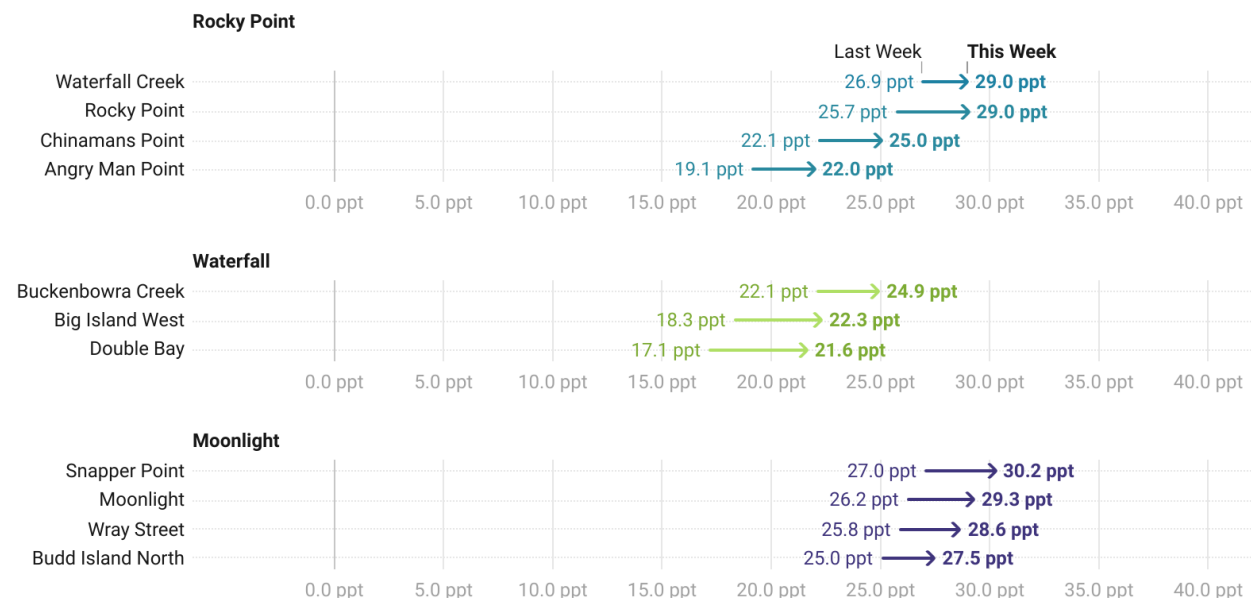 Rocky Point
Last Week This Week
Waterfall Creek 26.9 ppt 29.0 ppt
Rocky Point 25.7 ppt 29.0 ppt
Chinamans Point 22.1 ppt 25.0 ppt
Angry Man Point 19.1 ppt 22.0 ppt
0.0 ppt 5.0 ppt 10.0 ppt 15.0 ppt 20.0 ppt 25.0 ppt 30.0 ppt 35.0 ppt 40.0 ppt
Waterfall
Buckenbowra Creek 22.1 ppt 24.9 ppt
Big Island West 18.3 ppt 22.3 ppt
Double Bay 17.1 ppt 21.6 ppt
0.0 ppt 5.0 ppt 10.0 ppt 15.0 ppt 20.0 ppt 25.0 ppt 30.0 ppt 35.0 ppt 40.0 ppt
Moonlight
Snapper Point 27.0 ppt 30.2 ppt
Moonlight 26.2 ppt 29.3 ppt
Wray Street 25.8 ppt 28.6 ppt
Budd Island North 25.0 ppt 27.5 ppt
0.0 ppt 5.0 ppt 10.0 ppt 15.0 ppt 20.0 ppt 25.0 ppt 30.0 ppt 35.0 ppt 40.0 ppt